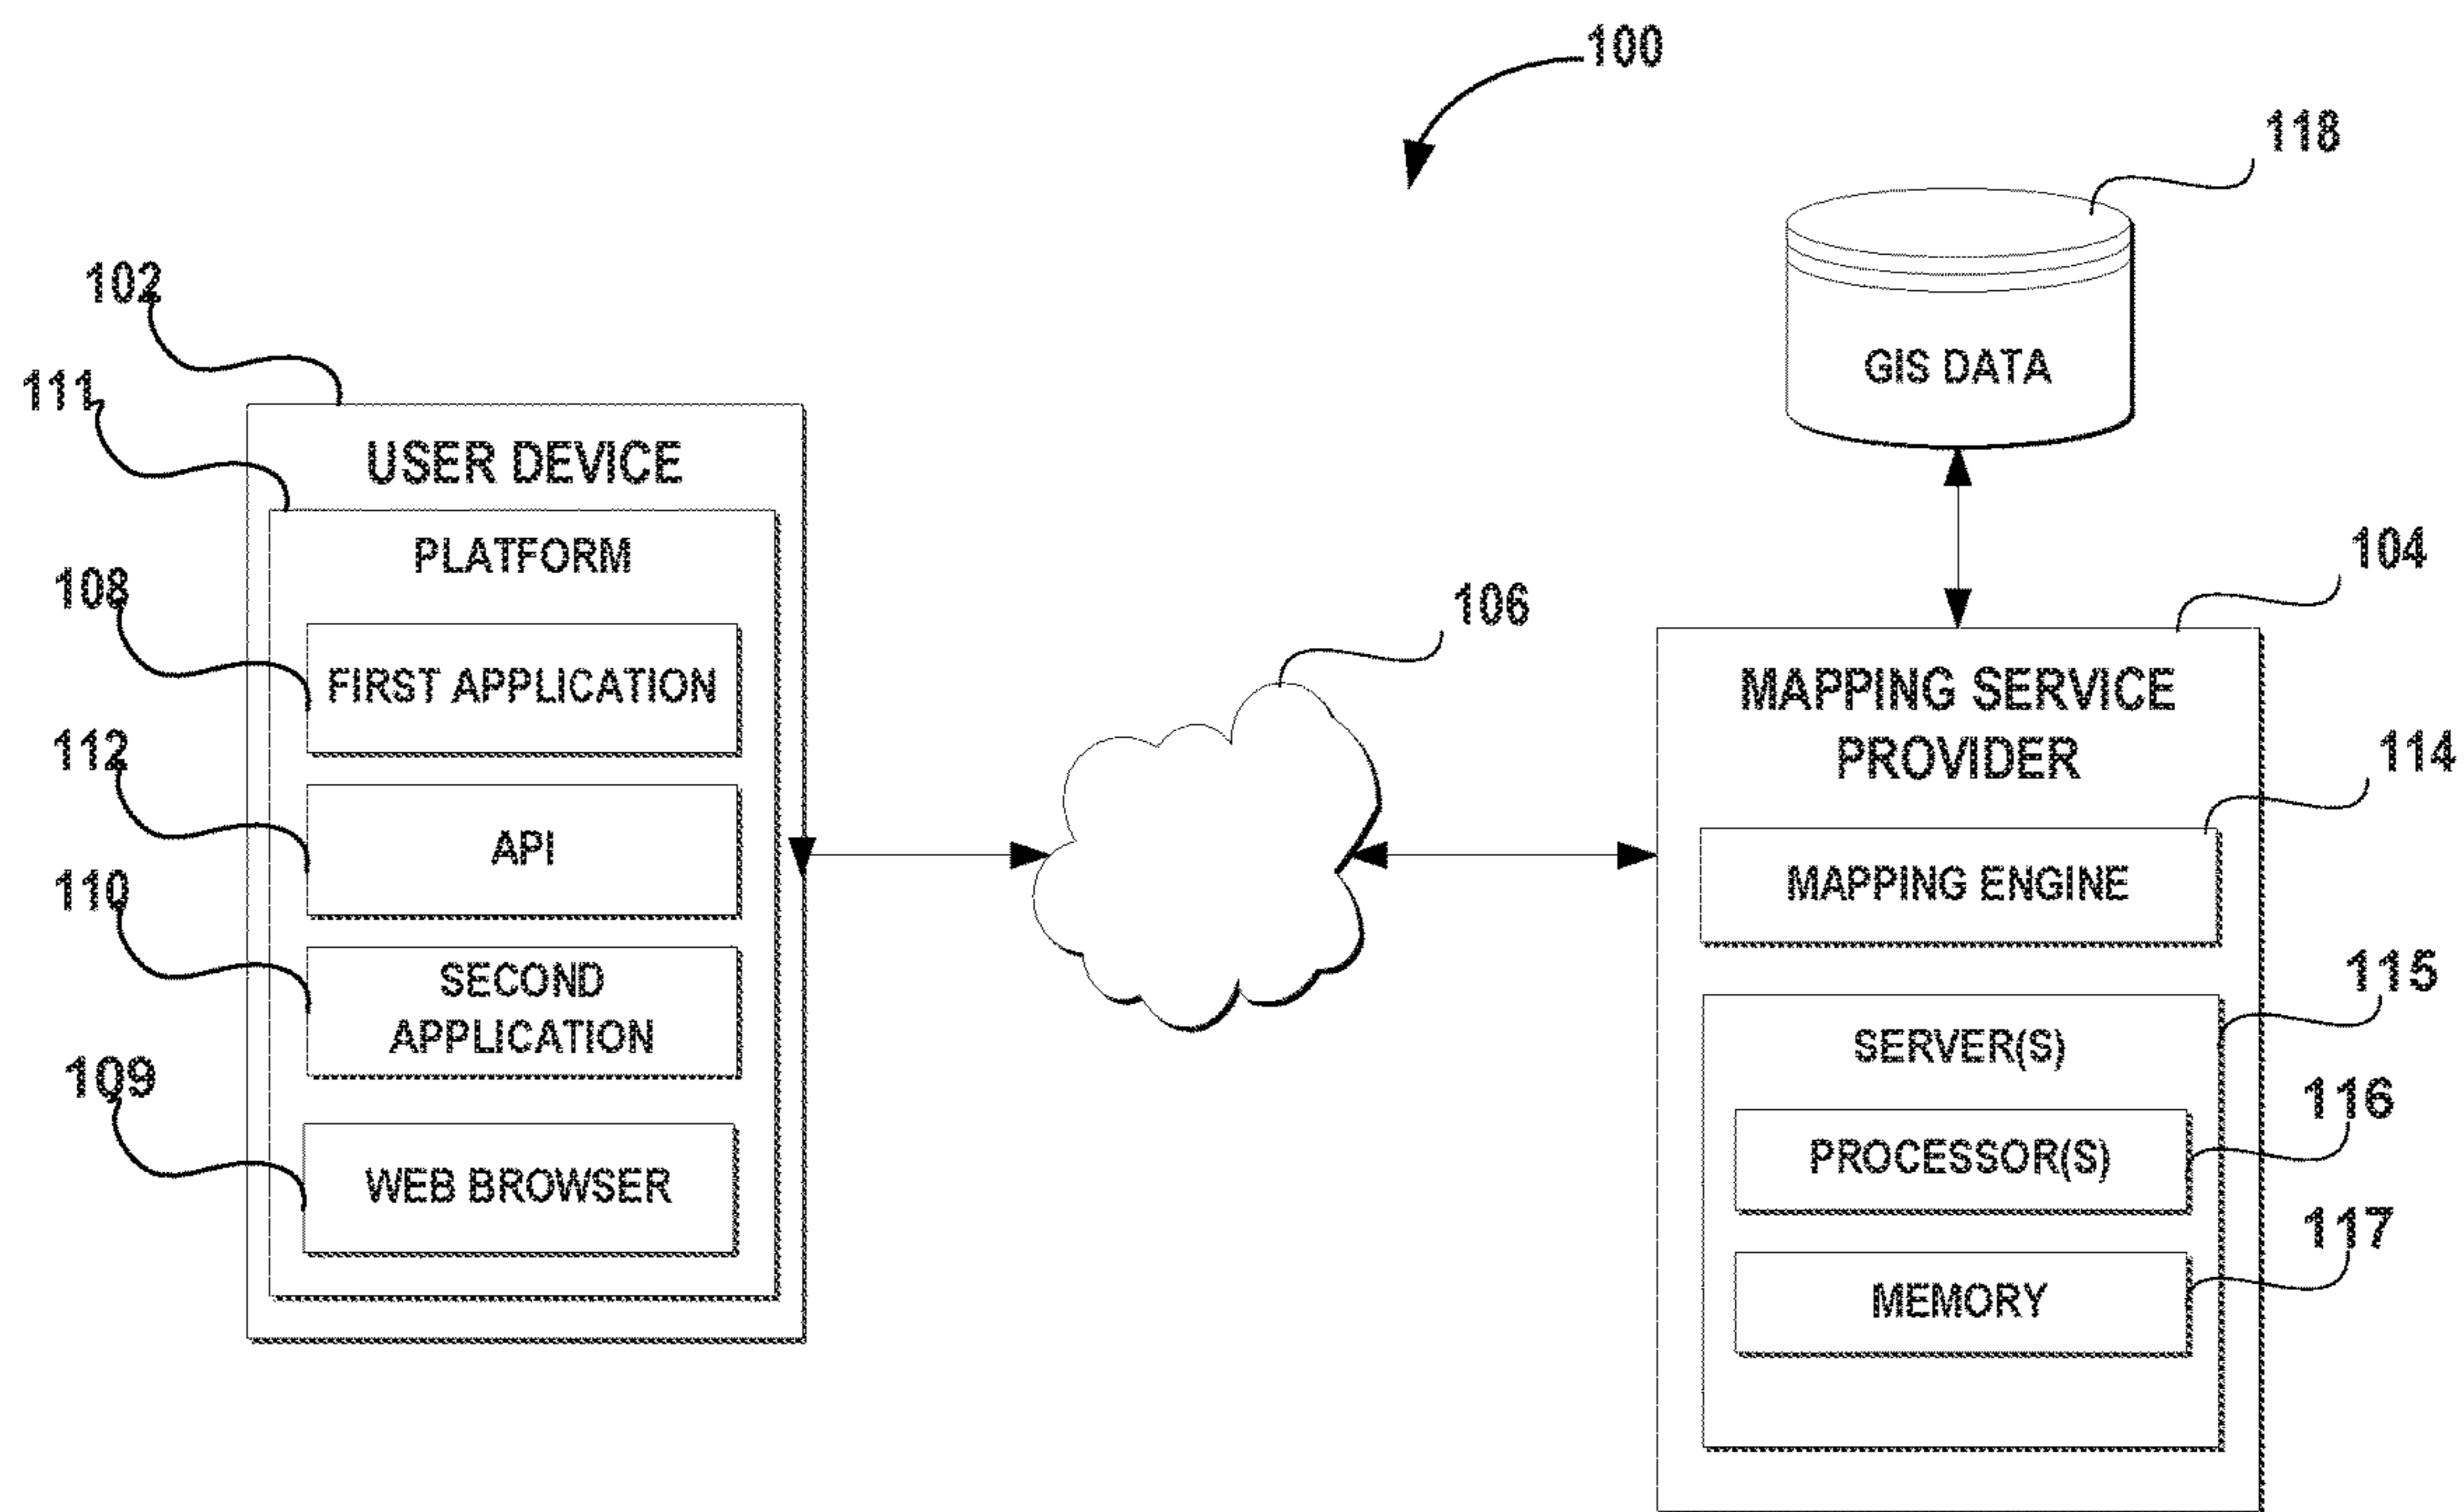 100
118
GIS DATA
102
111
USER DEVICE
PLATFORM
108
FIRST APPLICATION
112
API
110
SECOND
APPLICATION
109
WEB BROWSER
106
104
MAPPING SERVICE
PROVIDER
114
MAPPING ENGINE
115
SERVER(S)
116
PROCESSOR(S)
117
MEMORY